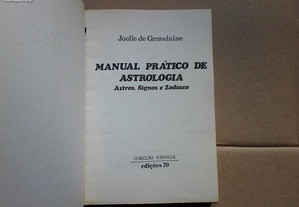 Joëlle de Gravelaine
MANUAL PRÁTICO DE
ASTROLOGIA
Astros, Signos e Zodíaco
edições 70